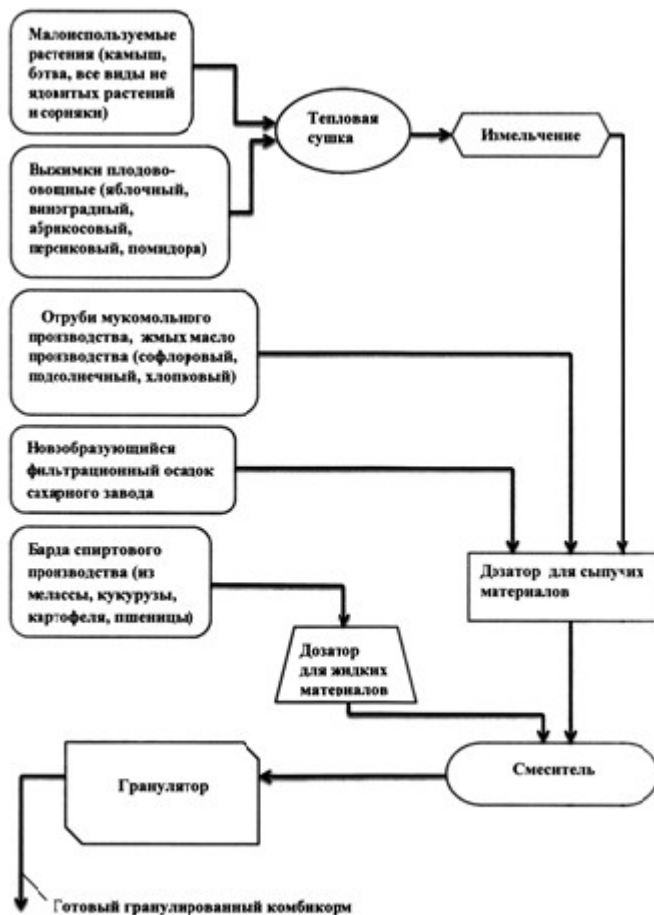 Малоиспользуемые
растения (камыш,
ботва, все виды не
ядовитых растений
и сорняки)
Тепловая
сушка
Измельчение
Выжимки плодово-
овощные (яблочный,
виноградный,
абрикосовый,
персиковый, помидора)
Отруби мукомольного
производства, жмых масло
производства (софлоровый,
подсолнечный, хлопковый)
Новообразующийся
фильтрационный осадок
сахарного завода
Барда спиртового
производства (из
мелассы, кукурузы,
картофеля, пшеницы)
Дозатор для сыпучих
материалов
Дозатор
для жидких
материалов
Смеситель
Гранулятор
Готовый гранулированный комбикорм